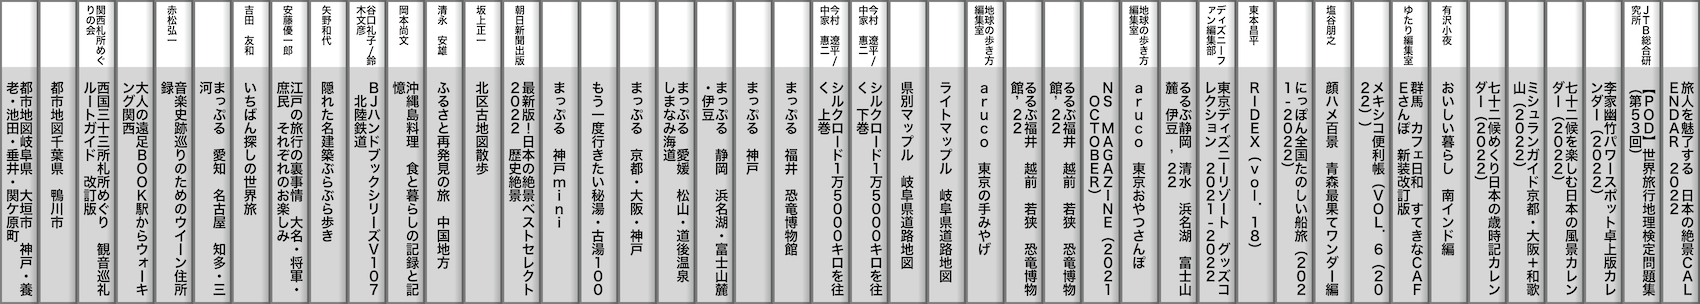 旅人を魅了する　日本の絶景ＣＡＬ
ＥＮＤＡＲ　２０２２
ＪＴＢ総合研
究所
【ＰＯＤ】世界旅行地理検定問題集
（第５３回）
李家幽竹パワースポット卓上版カレ
ンダー（２０２２）
七十二候を楽しむ日本の風景カレン
ダー（２０２２）
ミシュランガイド京都・大阪＋和歌
山（２０２２）
七十二候めくり日本の歳時記カレン
ダー（２０２２）
有沢小夜
おいしい暮らし　南インド編
ゆたり編集室
群馬　カフェ日和　すてきなＣＡＦ
Ｅさんぽ　新装改訂版
メキシコ便利帳（ＶＯＬ．６（２０
２２））
塩谷朋之
顔ハメ百景　青森最果てワンダー編
にっぽん全国たのしい船旅（２０２
１‐２０２２）
東本昌平
ＲＩＤＥＸ（ｖｏｌ．１８）
ディズニーフ
ァン編集部
東京ディズニーリゾート　グッズコ
レクション　２０２１‐２０２２
るるぶ静岡　清水　浜名湖　富士山
麓　伊豆　’２２
地球の歩き方
編集室
ａｒｕｃｏ　東京おやつさんぽ
ＮＳ　ＭＡＧＡＺＩＮＥ（２０２１
ＯＣＴＯＢＥＲ）
るるぶ福井　越前　若狭　恐竜博物
館’２２
るるぶ福井　越前　若狭　恐竜博物
館’２２
地球の歩き方
編集室
ａｒｕｃｏ　東京の手みやげ
ライトマップル　岐阜県道路地図
県別マップル　岐阜県道路地図
今村　遼平/
中家　惠二
シルクロード１万５０００キロを往
く　下巻
今村　遼平/
中家　惠二
シルクロード１万５０００キロを往
く　上巻
まっぷる　福井　恐竜博物館
まっぷる　神戸
まっぷる　静岡　浜名湖・富士山麓
・伊豆
まっぷる　愛媛　松山・道後温泉
しまなみ海道
まっぷる　京都・大阪・神戸
もう一度行きたい秘湯・古湯１００
まっぷる　神戸ｍｉｎｉ
朝日新聞出版
最新版！日本の絶景ベストセレクト
２０２２　歴史絶景
坂上正一
北区古地図散歩
清永　安雄
ふるさと再発見の旅　中国地方
岡本尚文
沖縄島料理　食と暮らしの記録と記
憶
谷口礼子/鈴
木文彦
ＢＪハンドブックシリーズＶ１０７
北陸鉄道
矢野和代
隠れた名建築ぶらぶら歩き
安藤優一郎
江戸の旅行の裏事情　大名・将軍・
庶民　それぞれのお楽しみ
吉田　友和
いちばん探しの世界旅
まっぷる　愛知　名古屋　知多・三
河
赤松弘一
音楽史跡巡りのためのウイーン住所
録
大人の遠足ＢＯＯＫ駅からウォーキ
ング関西
関西札所めぐ
りの会
西国三十三所札所めぐり　観音巡礼
ルートガイド　改訂版
都市地図千葉県　鴨川市
都市地図岐阜県　大垣市　神戸・養
老・池田・垂井・関ケ原町